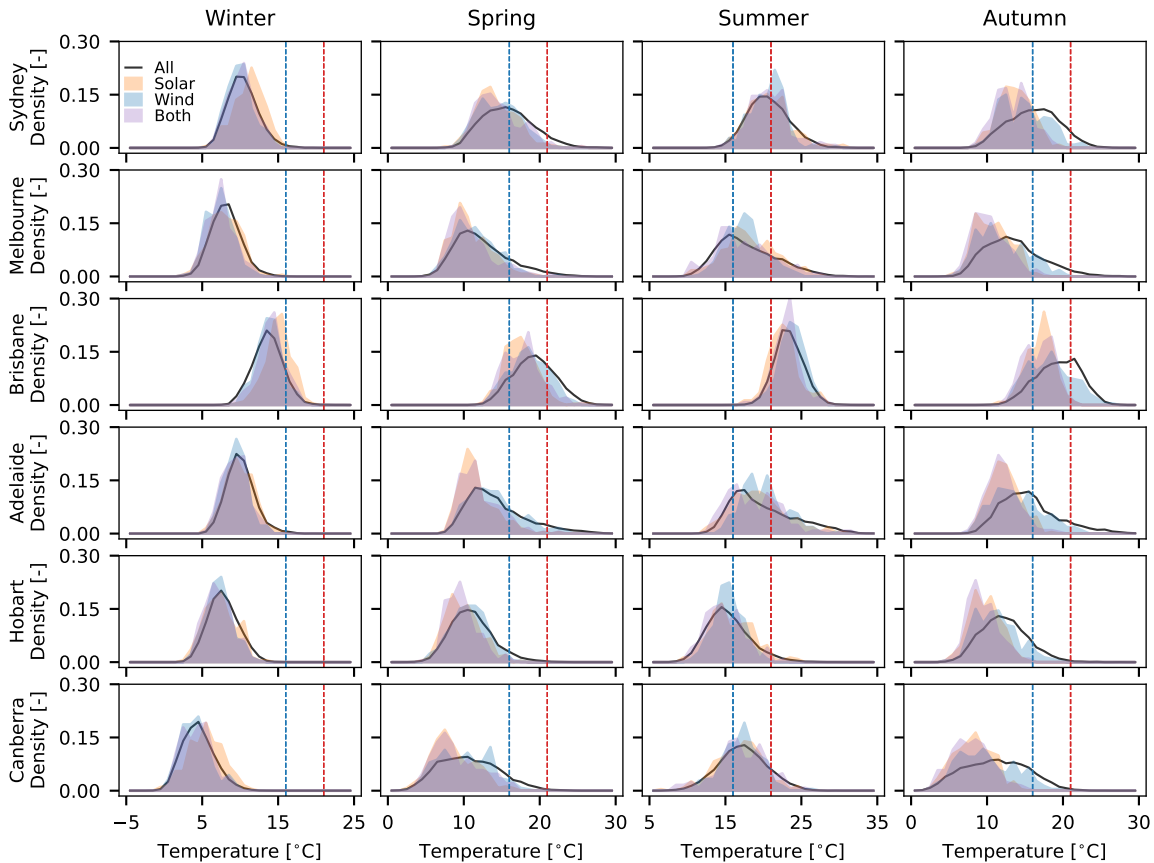 Winter Spring Summer Autumn
Sydney
Density [-]
0.30
0.15
0.00
All
Solar
Wind
Both
Melbourne
Density [-]
0.30
0.15
0.00
Brisbane
Density [-]
0.30
0.15
0.00
Adelaide
Density [-]
0.30
0.15
0.00
Hobart
Density [-]
0.30
0.15
0.00
Canberra
Density [-]
0.30
0.15
0.00
−5 5 15 25 0 10 20 30 5 15 25 35 0 10 20 30
Temperature [°C] Temperature [°C] Temperature [°C] Temperature [°C]